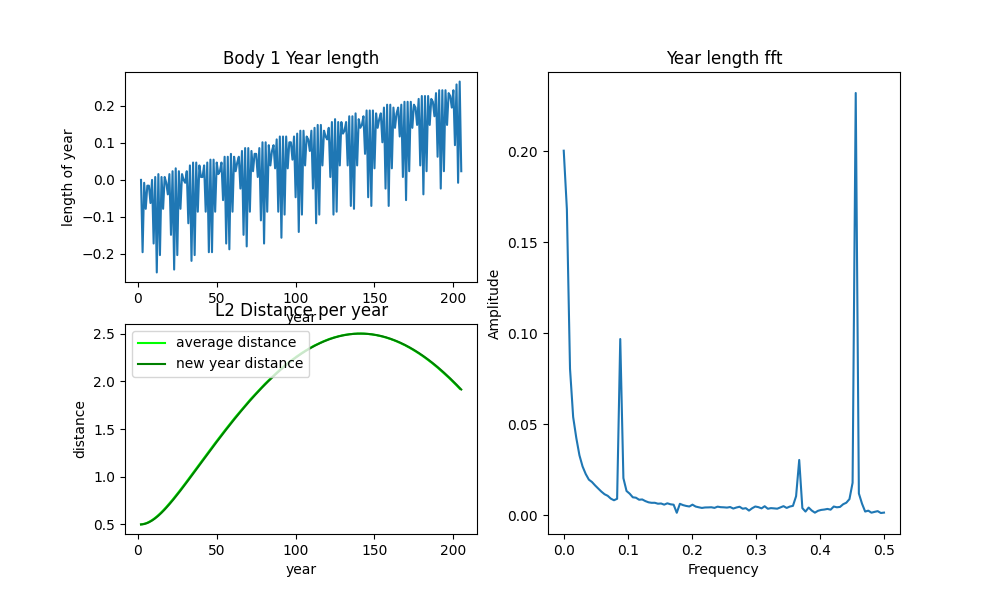 Body 1 Year length
length of year
0.2
0.1
0.0
−0.1
−0.2
0 50 100 150 200
year
L2 Distance per year
distance
2.5
2.0
1.5
1.0
0.5
average distance
new year distance
0 50 100 150 200
year
Year length fft
Amplitude
0.20
0.15
0.10
0.05
0.00
0.0 0.1 0.2 0.3 0.4 0.5
Frequency